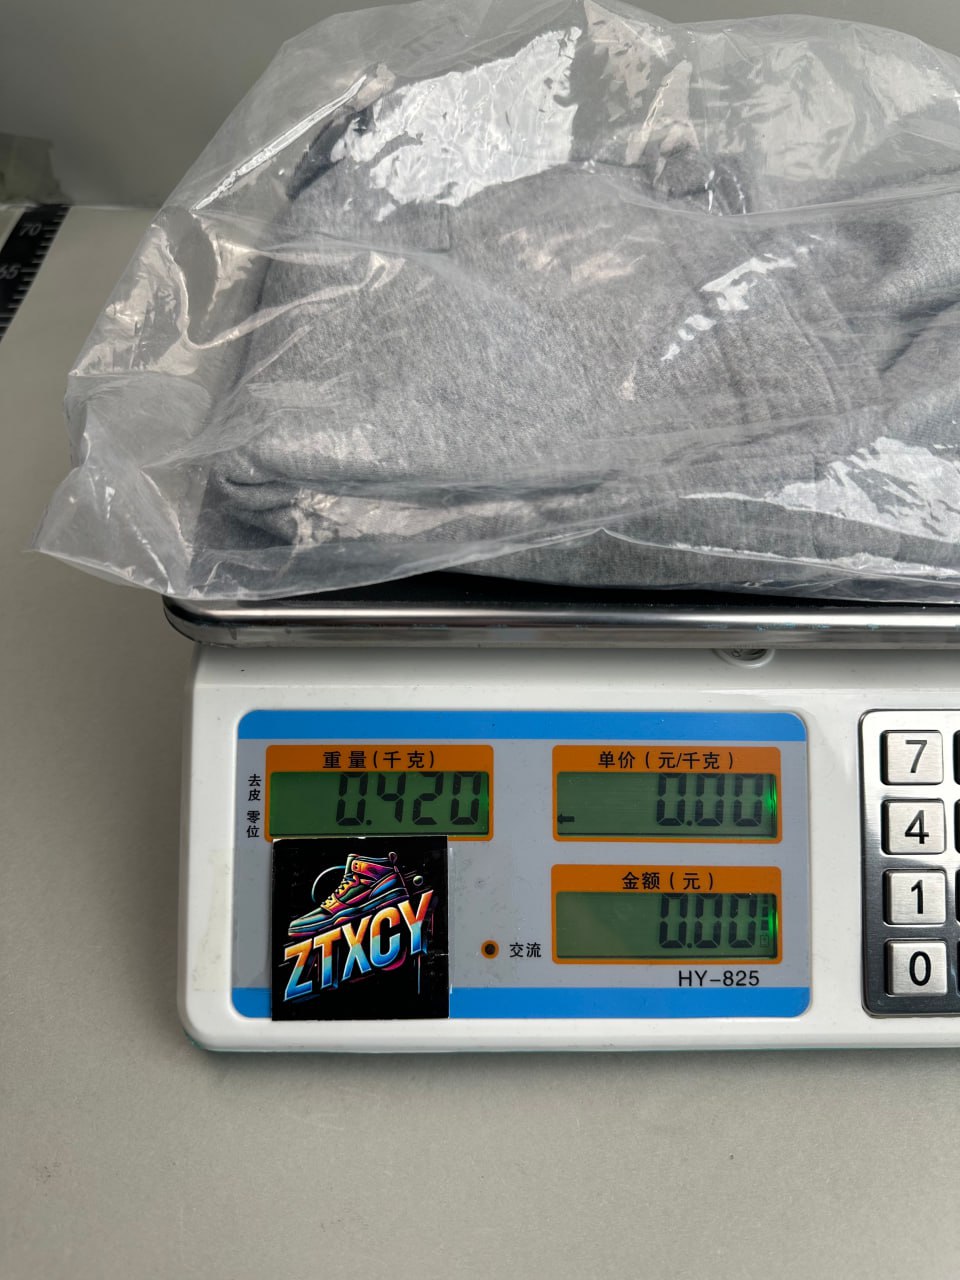 70
65
重量(千克)
去皮
零位
0.420
单价(元/千克)
0.00
金额(元)
0.00
交流
HY-825
ZTXCY
7
4
1
0